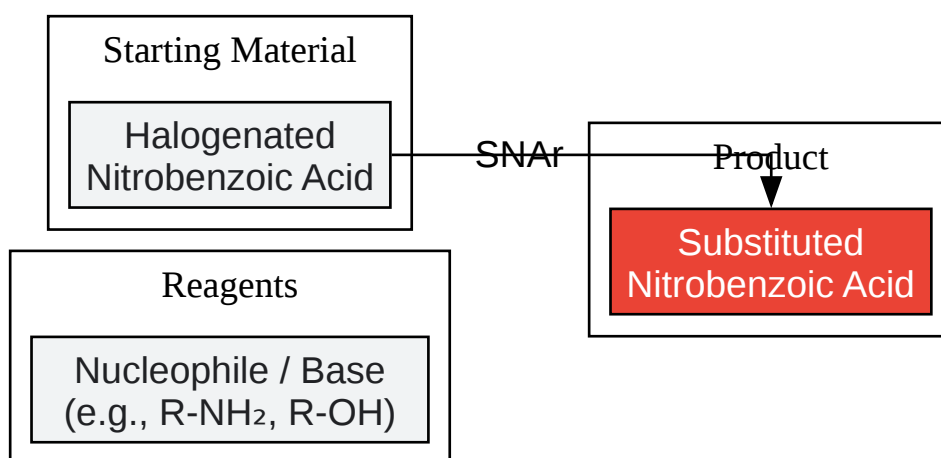 Starting Material
Halogenated
Nitrobenzoic Acid
SNAr
Product
Substituted
Nitrobenzoic Acid
Reagents
Nucleophile / Base
(e.g., R-NH₂, R-OH)